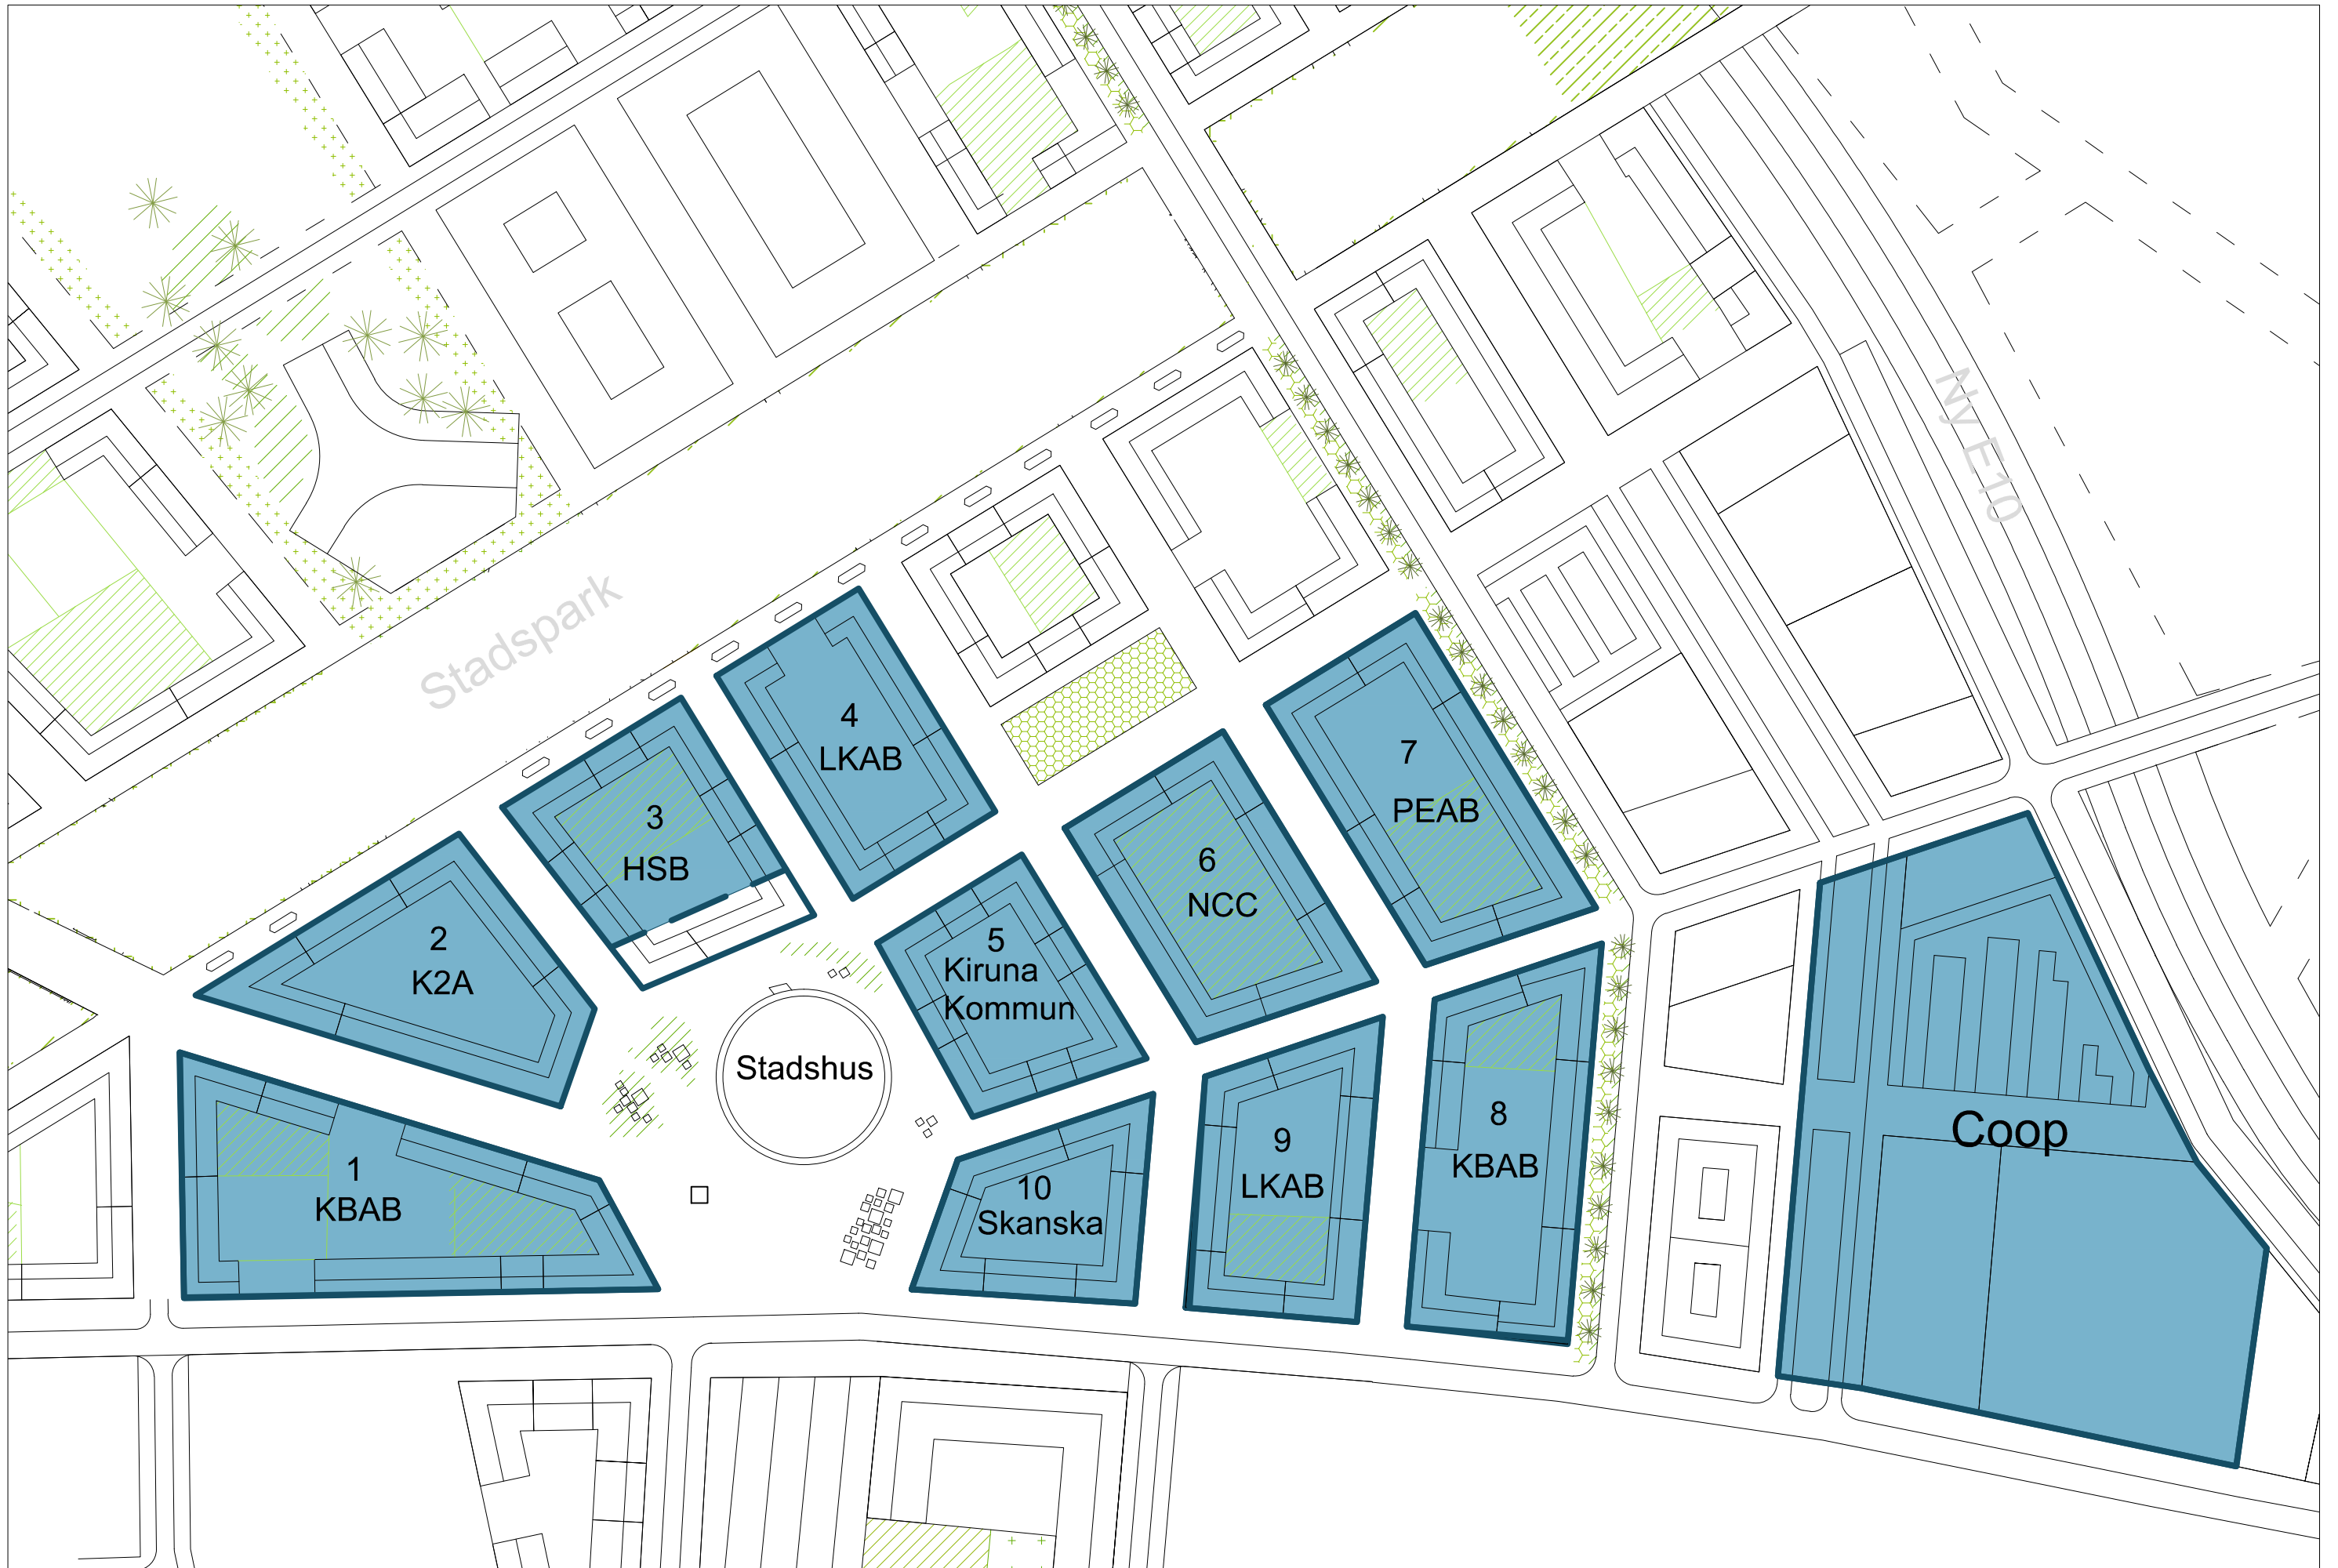 Ny E10
Stadspark
4
LKAB
7
PEAB
3
HSB
6
NCC
2
K2A
5
Kiruna
Kommun
Stadshus
1
KBAB
10
Skanska
9
LKAB
8
KBAB
Coop